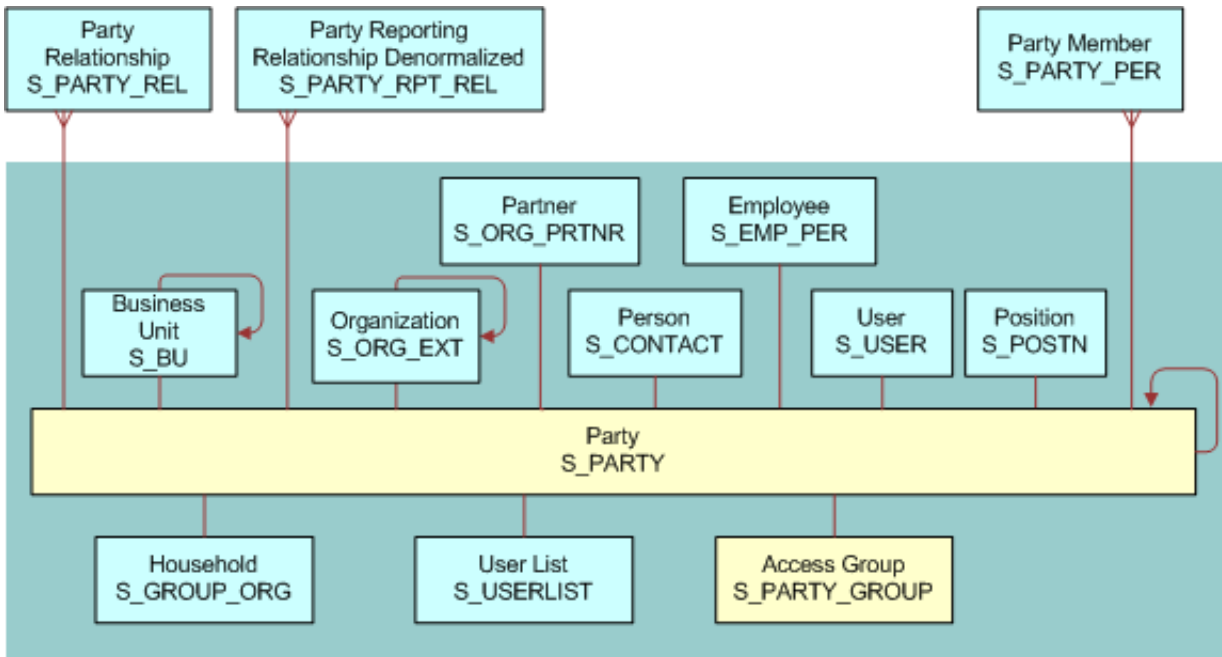 Party
Relationship
S_PARTY_REL
Party Reporting
Relationship Denormalized
S_PARTY_RPT_REL
Party Member
S_PARTY_PER
Partner
S_ORG_PRTNR
Employee
S_EMP_PER
Business
Unit
S_BU
Organization
S_ORG_EXT
Person
S_CONTACT
User
S_USER
Position
S_POSTN
Party
S_PARTY
Household
S_GROUP_ORG
User List
S_USERLIST
Access Group
S_PARTY_GROUP